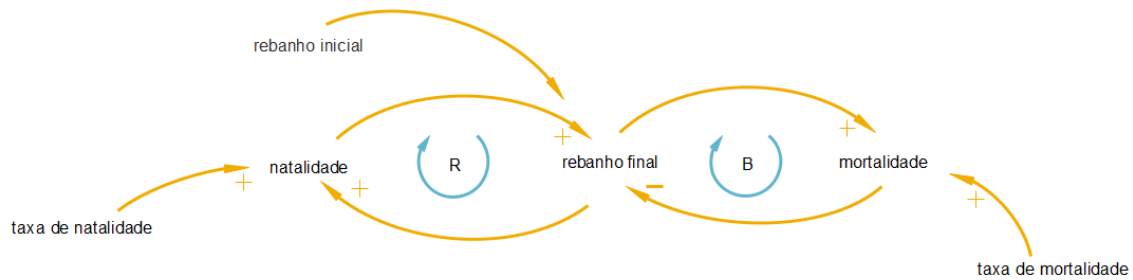 rebanho inicial
+
+
natalidade
R
rebanho final
B
mortalidade
+
+
−
+
taxa de natalidade
taxa de mortalidade